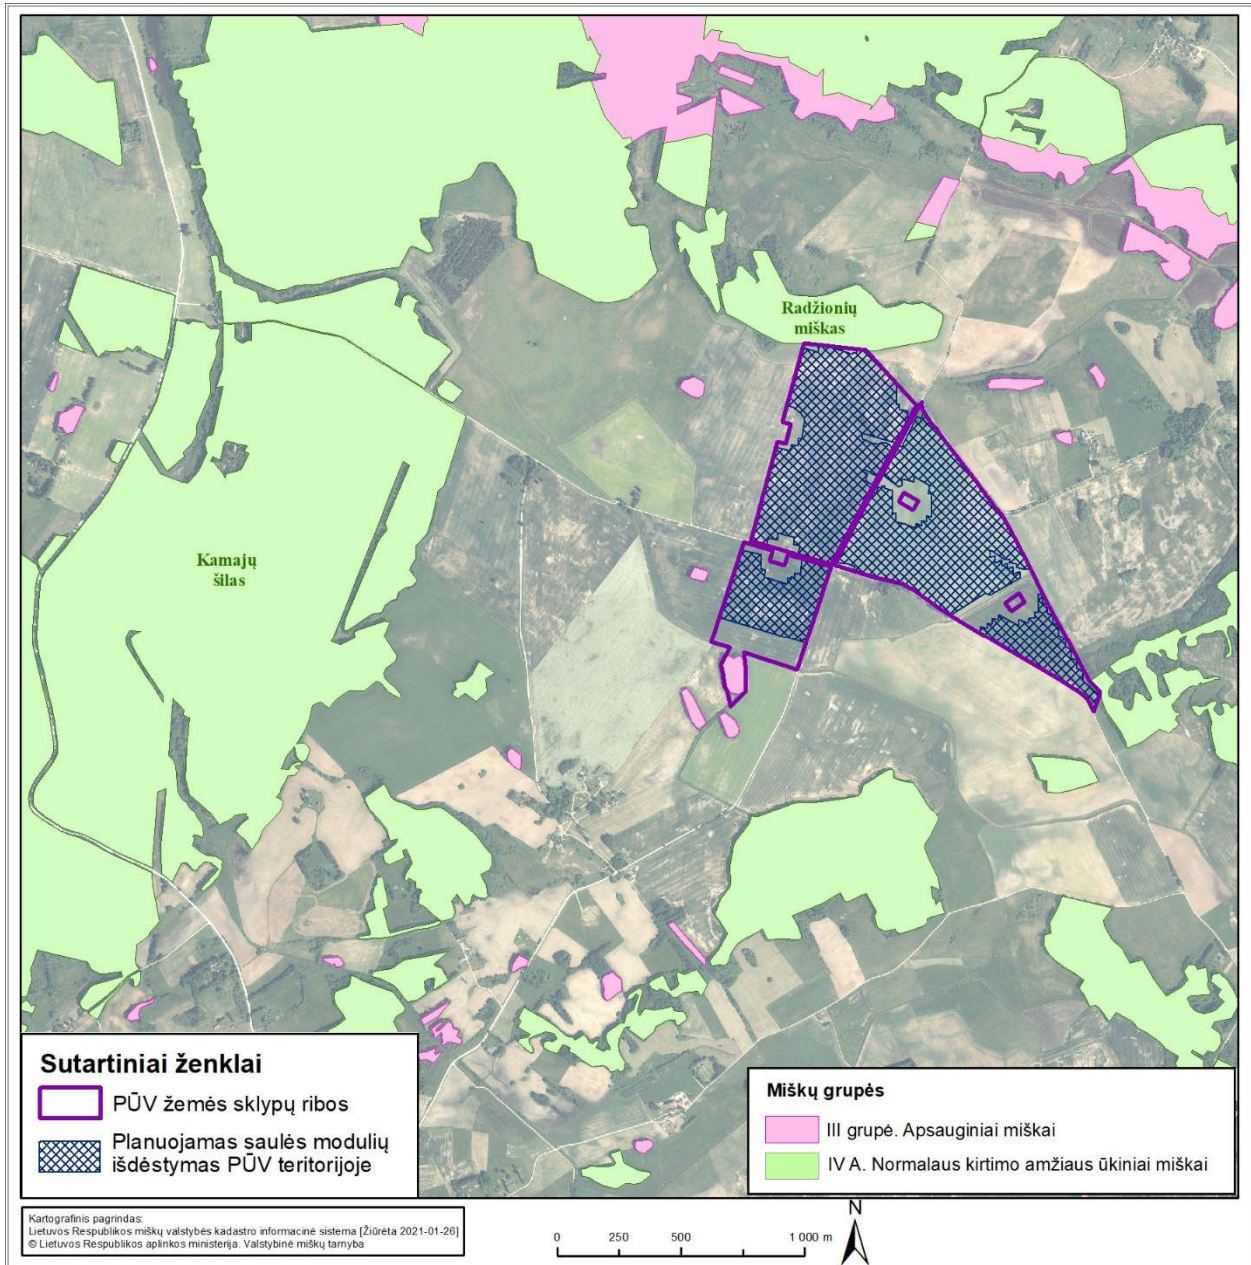 Radžionių
miškas
Kamajų
šilas
Sutartiniai ženklai
PŪV žemės sklypų ribos
Planuojamas saulės modulių
išdėstymas PŪV teritorijoje
Miškų grupės
III grupė. Apsauginiai miškai
IV A. Normalaus kirtimo amžiaus ūkiniai miškai
Kartografinis pagrindas:
Lietuvos Respublikos miškų valstybės kadastro informacinė sistema [Žiūrėta 2021-01-26]
© Lietuvos Respublikos aplinkos ministerija. Valstybinė miškų tarnyba
0 250 500 1 000 m
N